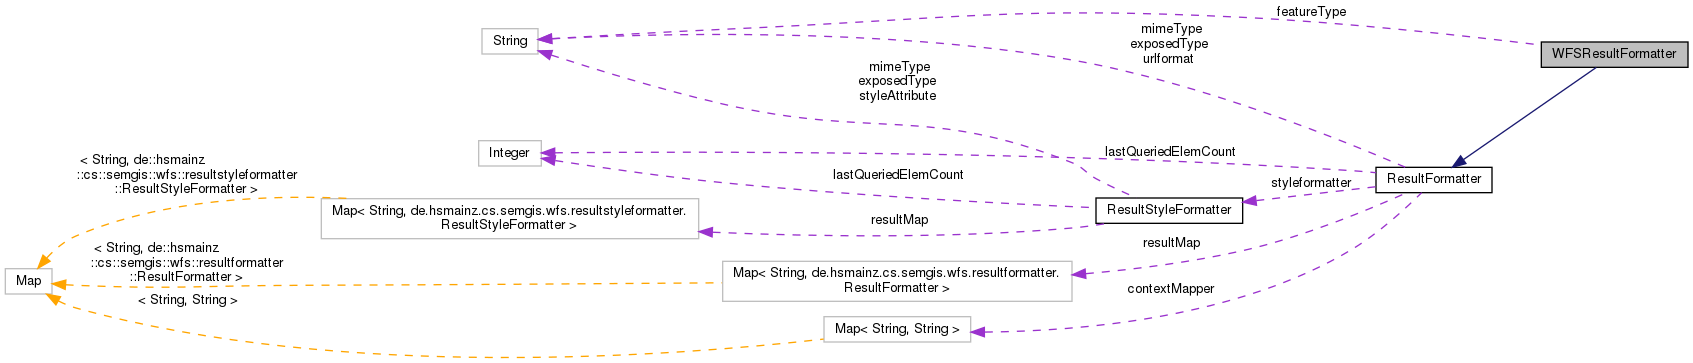 featureType
String
mimeType
exposedType
urlformat
WFSResultFormatter
mimeType
exposedType
styleAttribute
Integer
lastQueriedElemCount
< String, de::hsmainz
::cs::semgis::wfs::resultstyleformatter
::ResultStyleFormatter >
lastQueriedElemCount
styleformatter
ResultFormatter
Map< String, de.hsmainz.cs.semgis.wfs.resultstyleformatter.
ResultStyleFormatter >
resultMap
ResultStyleFormatter
< String, de::hsmainz
::cs::semgis::wfs::resultformatter
::ResultFormatter >
resultMap
Map
Map< String, de.hsmainz.cs.semgis.wfs.resultformatter.
ResultFormatter >
< String, String >
contextMapper
Map< String, String >